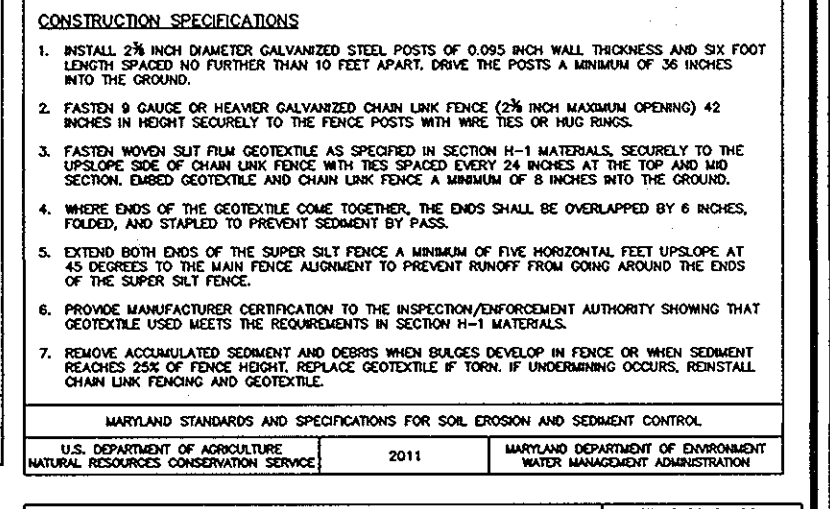 CONSTRUCTION SPECIFICATIONS
1. INSTALL 2⅜ INCH DIAMETER GALVANIZED STEEL POSTS OF 0.095 INCH WALL THICKNESS AND SIX FOOT
LENGTH SPACED NO FURTHER THAN 10 FEET APART. DRIVE THE POSTS A MINIMUM OF 36 INCHES
INTO THE GROUND.
2. FASTEN 9 GAUGE OR HEAVIER GALVANIZED CHAIN LINK FENCE (2⅜ INCH MAXIMUM OPENING) 42
INCHES IN HEIGHT SECURELY TO THE FENCE POSTS WITH WIRE TIES OR HUG RINGS.
3. FASTEN WOVEN SLIT FILM GEOTEXTILE AS SPECIFIED IN SECTION H-1 MATERIALS, SECURELY TO THE
UPSLOPE SIDE OF CHAIN LINK FENCE WITH TIES SPACED EVERY 24 INCHES AT THE TOP AND MID
SECTION. EMBED GEOTEXTILE AND CHAIN LINK FENCE A MINIMUM OF 8 INCHES INTO THE GROUND.
4. WHERE ENDS OF THE GEOTEXTILE COME TOGETHER, THE ENDS SHALL BE OVERLAPPED BY 6 INCHES,
FOLDED, AND STAPLED TO PREVENT SEDIMENT BY PASS.
5. EXTEND BOTH ENDS OF THE SUPER SILT FENCE A MINIMUM OF FIVE HORIZONTAL FEET UPSLOPE AT
45 DEGREES TO THE MAIN FENCE ALIGNMENT TO PREVENT RUNOFF FROM GOING AROUND THE ENDS
OF THE SUPER SILT FENCE.
6. PROVIDE MANUFACTURER CERTIFICATION TO THE INSPECTION/ENFORCEMENT AUTHORITY SHOWING THAT
GEOTEXTILE USED MEETS THE REQUIREMENTS IN SECTION H-1 MATERIALS.
7. REMOVE ACCUMULATED SEDIMENT AND DEBRIS WHEN BULGES DEVELOP IN FENCE OR WHEN SEDIMENT
REACHES 25% OF FENCE HEIGHT. REPLACE GEOTEXTILE IF TORN. IF UNDERMINING OCCURS, REINSTALL
CHAIN LINK FENCING AND GEOTEXTILE.
MARYLAND STANDARDS AND SPECIFICATIONS FOR SOIL EROSION AND SEDIMENT CONTROL
U.S. DEPARTMENT OF AGRICULTURE
NATURAL RESOURCES CONSERVATION SERVICE
2011
MARYLAND DEPARTMENT OF ENVIRONMENT
WATER MANAGEMENT ADMINISTRATION